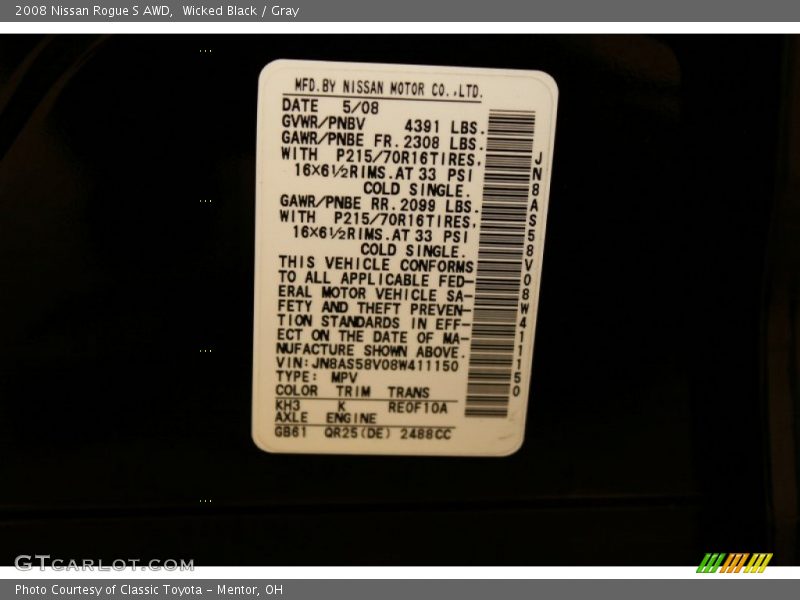 2008 Nissan Rogue S AWD,  Wicked Black / Gray
MFD.BY NISSAN MOTOR CO.,LTD.
DATE 5/08
GVWR/PNBV 4391 LBS.
GAWR/PNBE FR.2308 LBS.
WITH P215/70R16TIRES,
16×6½RIMS.AT 33 PSI
COLD SINGLE.
GAWR/PNBE RR.2099 LBS.
WITH P215/70R16TIRES,
16×6½RIMS.AT 33 PSI
COLD SINGLE.
THIS VEHICLE CONFORMS
TO ALL APPLICABLE FED-
ERAL MOTOR VEHICLE SA-
FETY AND THEFT PREVEN-
TION STANDARDS IN EFF-
ECT ON THE DATE OF MA-
NUFACTURE SHOWN ABOVE.
VIN:JN8AS58V08W411150
TYPE: MPV
COLOR TRIM TRANS
KH3 K RE0F10A
AXLE ENGINE
GB61 QR25(DE) 2488CC
JN8AS58V08W411150
GTCARLOT.COM
Photo Courtesy of Classic Toyota - Mentor, OH